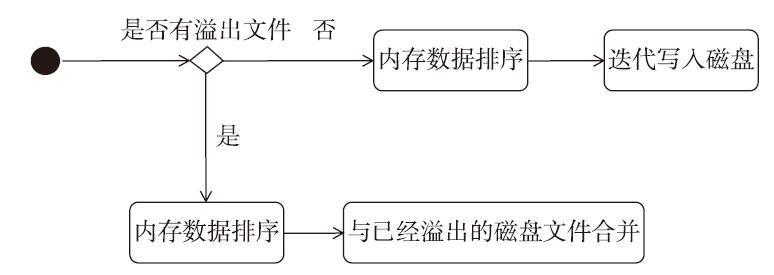 是否有溢出文件 否
内存数据排序
迭代写入磁盘
是
内存数据排序
与已经溢出的磁盘文件合并